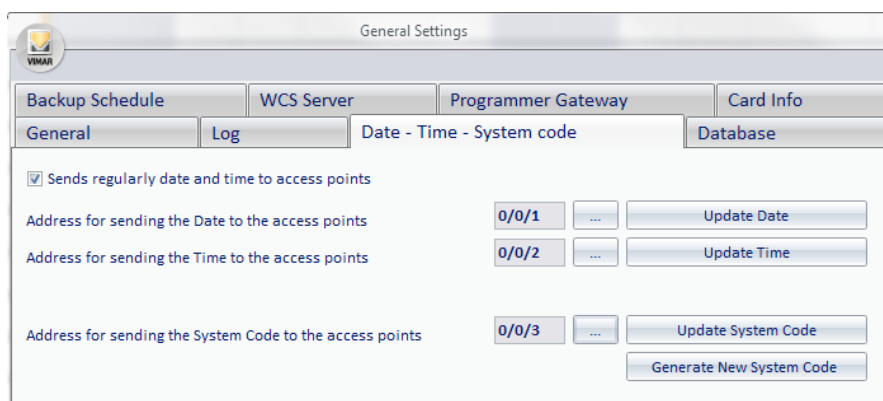 General Settings
VIMAR
Backup Schedule WCS Server Programmer Gateway Card Info
General Log Date - Time - System code Database
Sends regularly date and time to access points
Address for sending the Date to the access points 0/0/1 ... Update Date
Address for sending the Time to the access points 0/0/2 ... Update Time
Address for sending the System Code to the access points 0/0/3 ... Update System Code
Generate New System Code